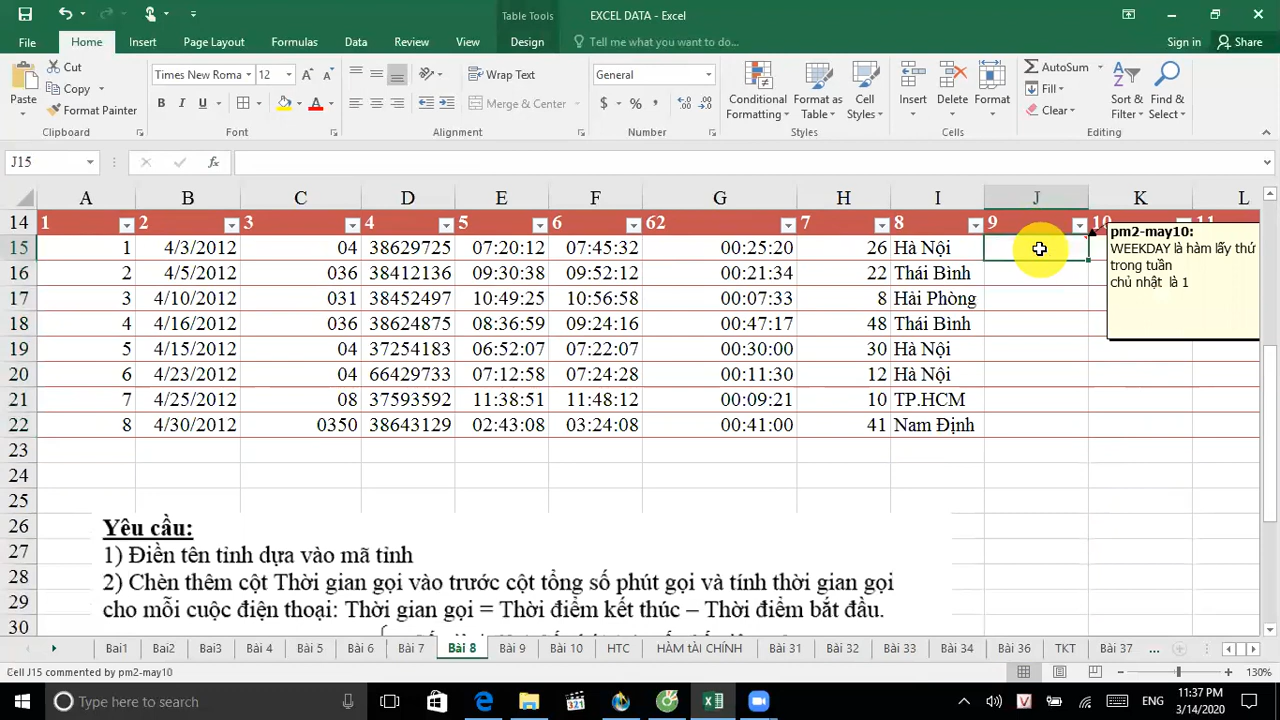 Table Tools
EXCEL DATA - Excel
File Home Insert Page Layout Formulas Data Review View Design Tell me what you want to do... Sign in Share
Cut
Copy
Format Painter
Paste
Clipboard
Times New Roma 12
B I U A
Font
Wrap Text
Merge & Center
Alignment
General
$ % ,
Number
Conditional Formatting
Format as Table
Cell Styles
Styles
Insert Delete Format
Cells
AutoSum
Fill
Clear
Sort & Filter
Find & Select
Editing
J15 fx
A B C D E F G H I J K L
14 1 2 3 4 5 6 62 7 8 9 10 11
15 1 4/3/2012 04 38629725 07:20:12 07:45:32 00:25:20 26 Hà Nội
16 2 4/5/2012 036 38412136 09:30:38 09:52:12 00:21:34 22 Thái Bình
17 3 4/10/2012 031 38452497 10:49:25 10:56:58 00:07:33 8 Hải Phòng
18 4 4/16/2012 036 38624875 08:36:59 09:24:16 00:47:17 48 Thái Bình
19 5 4/15/2012 04 37254183 06:52:07 07:22:07 00:30:00 30 Hà Nội
20 6 4/23/2012 04 66429733 07:12:58 07:24:28 00:11:30 12 Hà Nội
21 7 4/25/2012 08 37593592 11:38:51 11:48:12 00:09:21 10 TP.HCM
22 8 4/30/2012 0350 38643129 02:43:08 03:24:08 00:41:00 41 Nam Định
pm2-may10:
WEEKDAY là hàm lấy thứ
trong tuần
chủ nhật là 1
23
24
25
26
27
28
29
30
Yêu cầu:
1) Điền tên tỉnh dựa vào mã tỉnh
2) Chèn thêm cột Thời gian gọi vào trước cột tổng số phút gọi và tính thời gian gọi
cho mỗi cuộc điện thoại: Thời gian gọi = Thời điểm kết thúc – Thời điểm bắt đầu.
Bai1 Bai2 Bai3 Bài 4 Bài 5 Bài 6 Bài 7 Bài 8 Bài 9 Bài 10 HTC HÀM tÀI CHÍNH Bài 31 Bài 32 Bài 33 Bài 34 Bài 36 TKT Bài 37 ...
Cell J15 commented by pm2-may10 130%
Type here to search
ENG
11:37 PM
3/14/2020